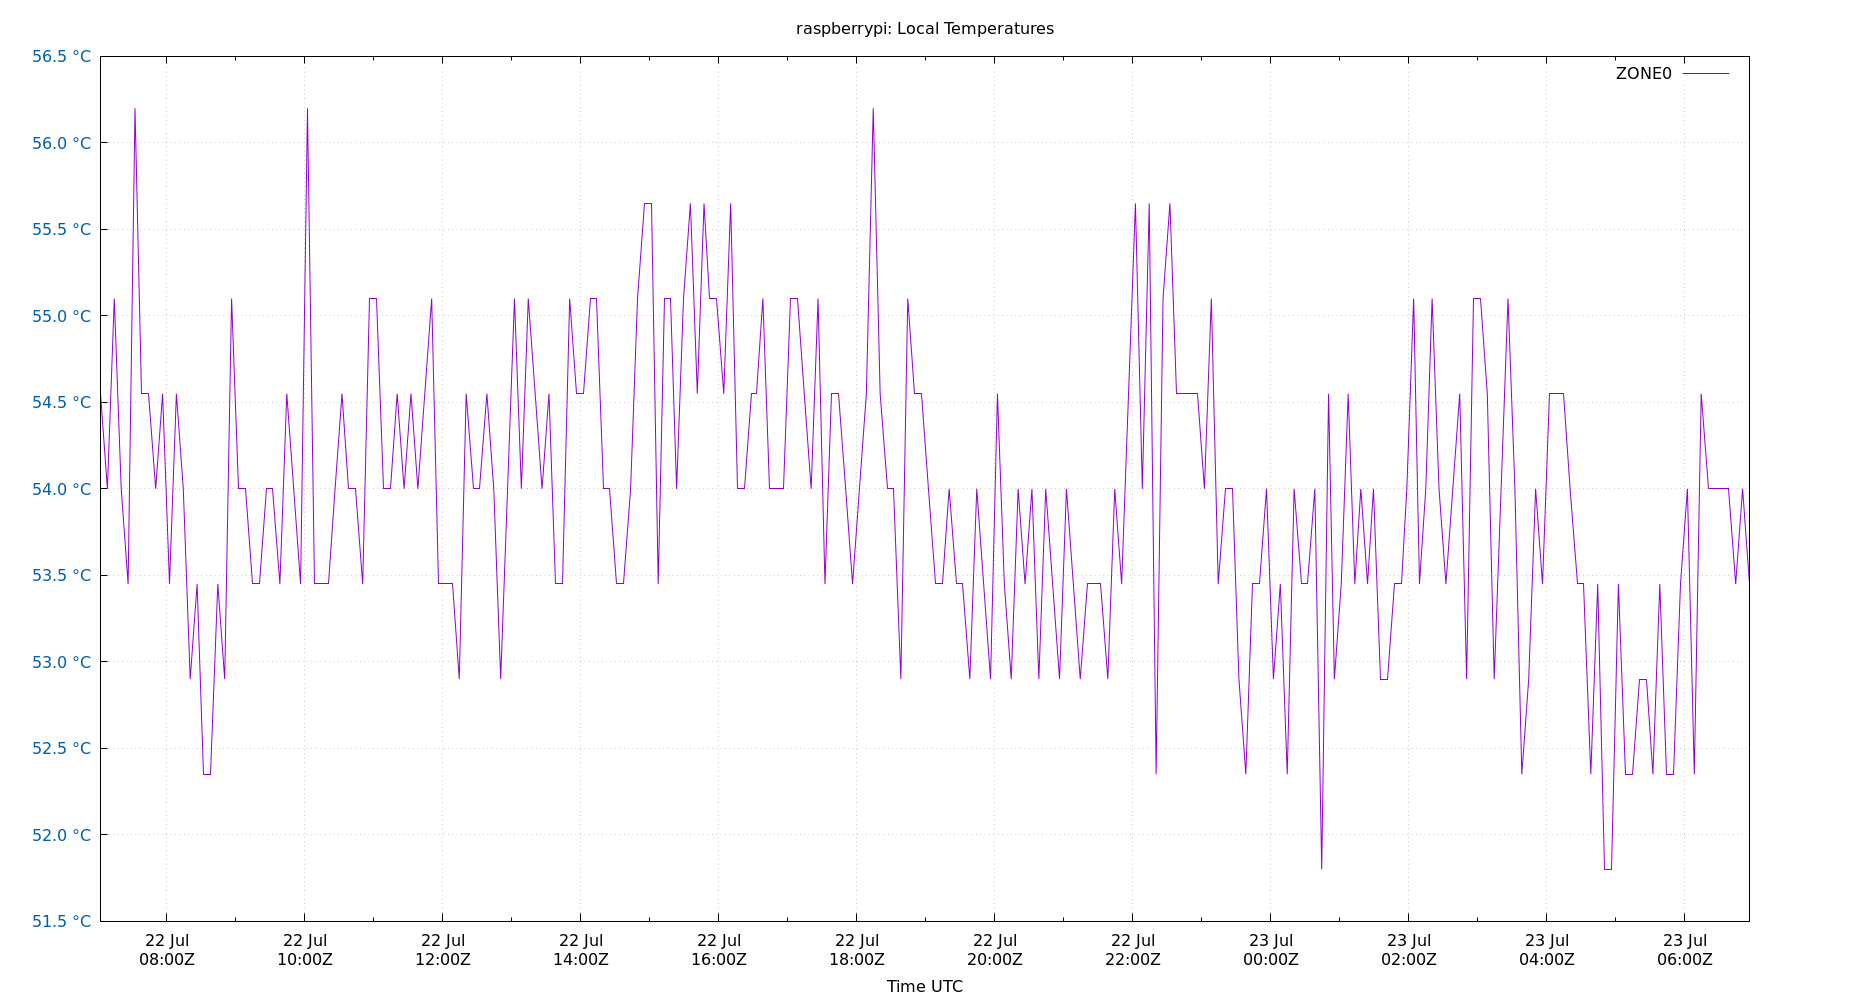 raspberrypi: Local Temperatures
56.5 °C
ZONE0
56.0 °C
55.5 °C
55.0 °C
54.5 °C
54.0 °C
53.5 °C
53.0 °C
52.5 °C
52.0 °C
51.5 °C
22 Jul 22 Jul 22 Jul 22 Jul 22 Jul 22 Jul 22 Jul 22 Jul 23 Jul 23 Jul 23 Jul 23 Jul
08:00Z 10:00Z 12:00Z 14:00Z 16:00Z 18:00Z 20:00Z 22:00Z 00:00Z 02:00Z 04:00Z 06:00Z
Time UTC